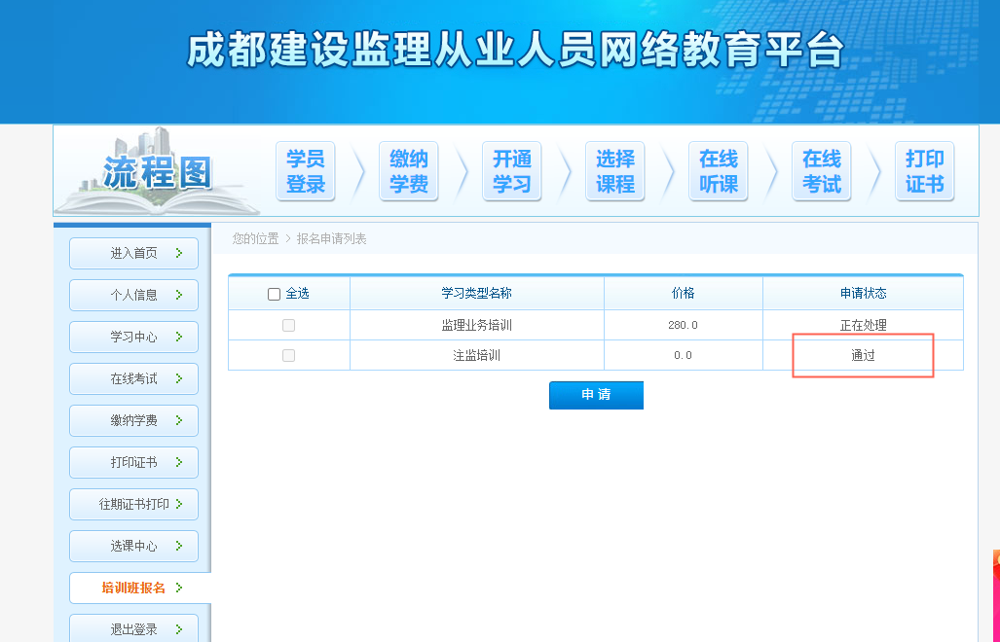 成都建设监理从业人员网络教育平台
流程图
学员
登录
缴纳
学费
开通
学习
选择
课程
在线
听课
在线
考试
打印
证书
进入首页
个人信息
学习中心
在线考试
缴纳学费
打印证书
往期证书打印
选课中心
培训班报名
退出登录
您的位置 > 报名申请列表
全选 学习类型名称 价格 申请状态
监理业务培训 280.0 正在处理
注监培训 0.0 通过
申 请